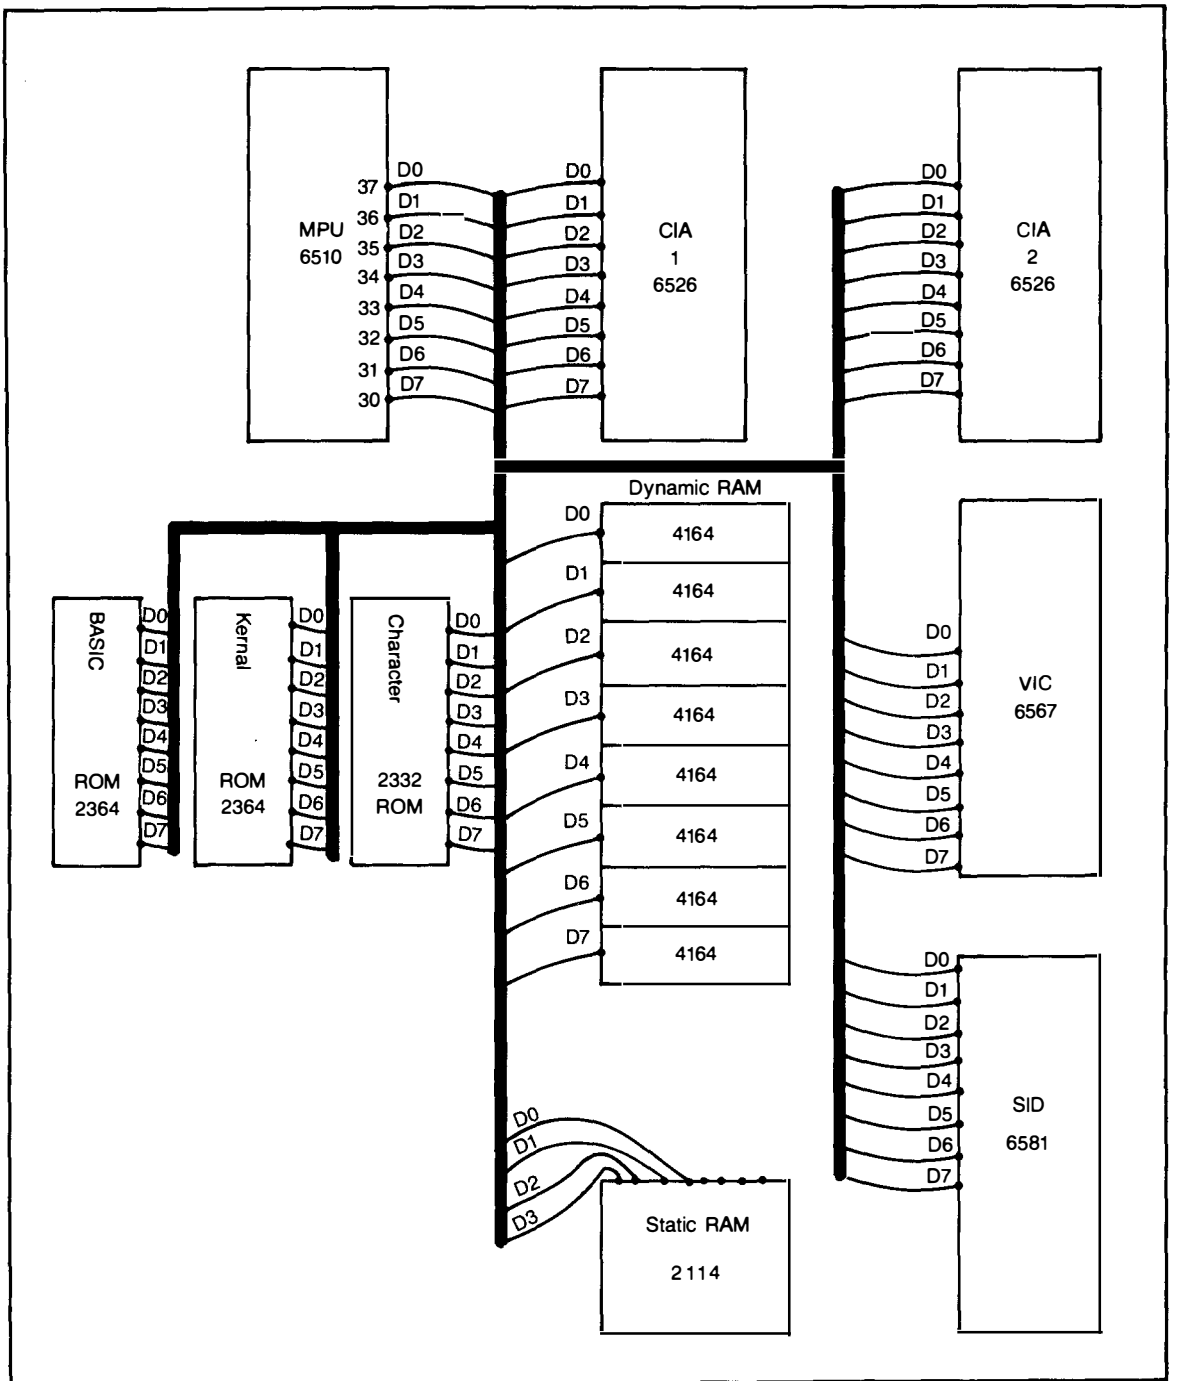 MPU
6510
37
36
35
34
33
32
31
30
D0
D1
D2
D3
D4
D5
D6
D7
D0
D1
D2
D3
D4
D5
D6
D7
CIA
1
6526
D0
D1
D2
D3
D4
D5
D6
D7
CIA
2
6526
BASIC
ROM
2364
D0
D1
D2
D3
D4
D5
D6
D7
Kernal
ROM
2364
D0
D1
D2
D3
D4
D5
D6
D7
Character
2332
ROM
D0
D1
D2
D3
D4
D5
D6
D7
Dynamic RAM
D0
4164
D1
4164
D2
4164
D3
4164
D4
4164
D5
4164
D6
4164
D7
4164
D0
D1
D2
D3
D4
D5
D6
D7
VIC
6567
D0
D1
D2
D3
D4
D5
D6
D7
SID
6581
D0
D1
D2
D3
Static RAM
2114